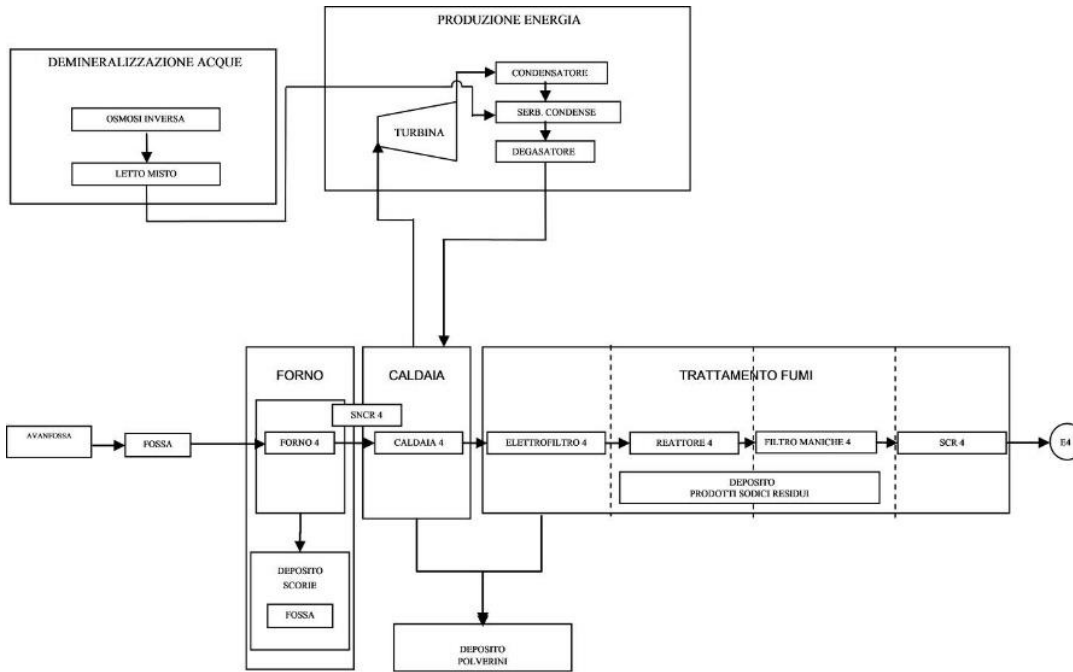 PRODUZIONE ENERGIA
DEMINERALIZZAZIONE ACQUE
CONDENSATORE
OSMOSI INVERSA
SERB. CONDENSE
TURBINA
DEGASATORE
LETTO MISTO
FORNO
CALDAIA
TRATTAMENTO FUMI
SNCR 4
AVANFOSSA
FOSSA
FORNO 4
CALDAIA 4
ELETTROFILTRO 4
REATTORE 4
FILTRO MANICHE 4
SCR 4
E4
DEPOSITO
PRODOTTI SODICI RESIDUI
DEPOSITO
SCORIE
FOSSA
DEPOSITO
POLVERINI